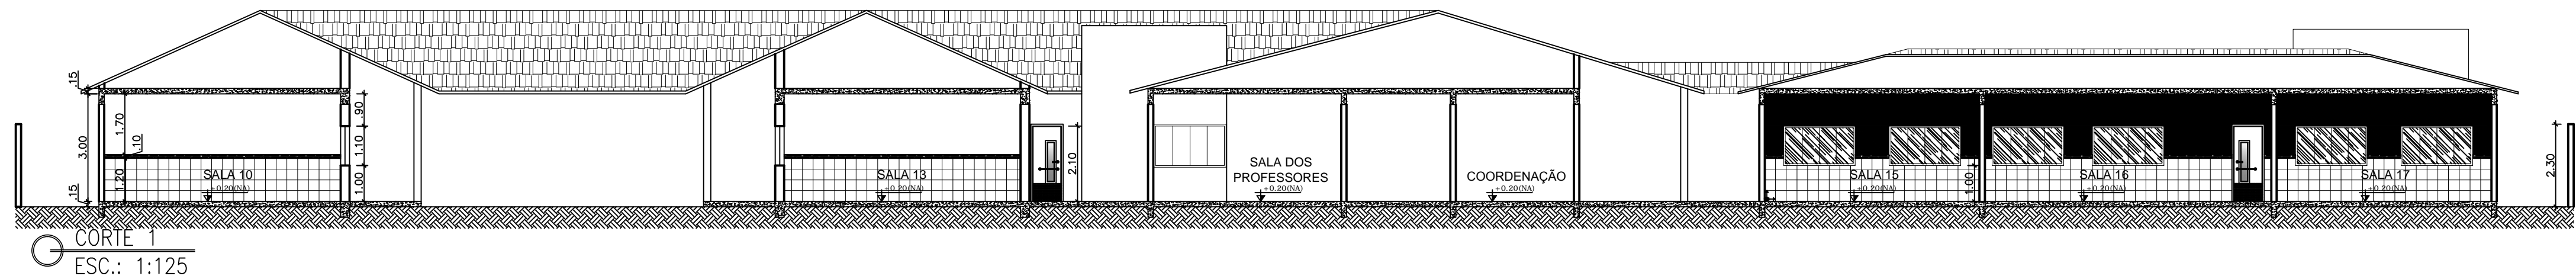 .15
3.00
.15
1.70
.10
1.20
SALA 10
+0.20(NA)
.90
1.10
1.00
SALA 13
+0.20(NA)
2.10
SALA DOS
PROFESSORES
+0.20(NA)
COORDENAÇÃO
+0.20(NA)
SALA 15
+0.20(NA)
1.00
SALA 16
+0.20(NA)
SALA 17
+0.20(NA)
2.30
CORTE 1
ESC.: 1:125